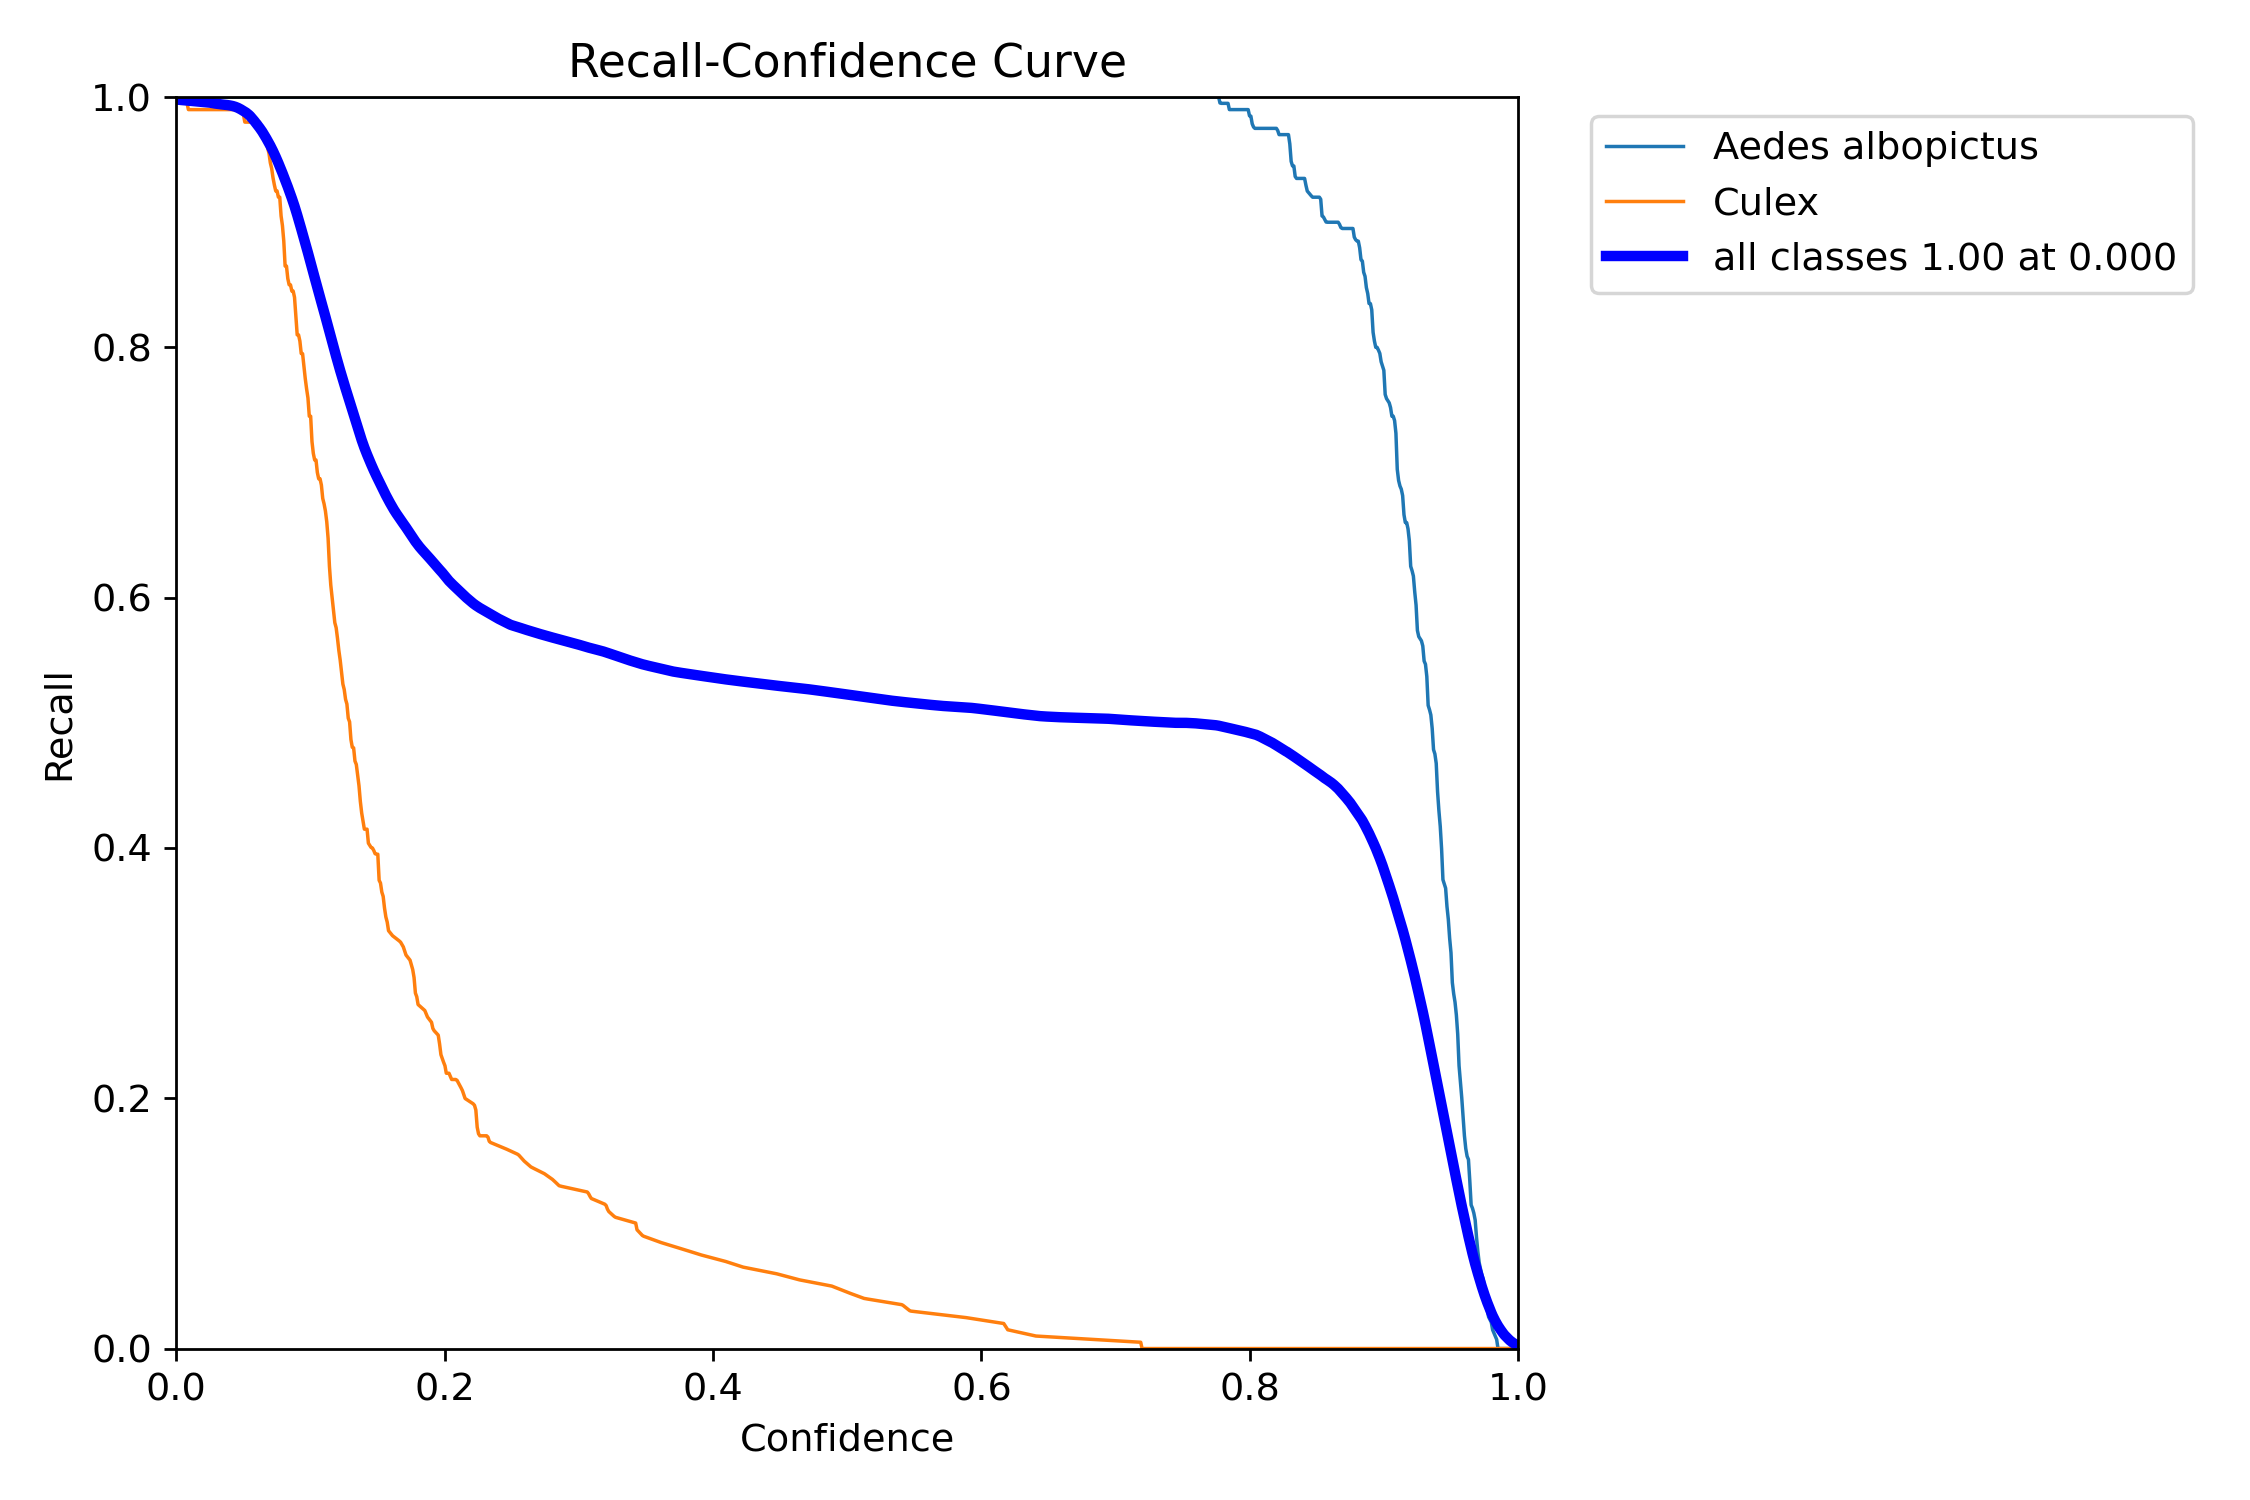 Recall-Confidence Curve
Aedes albopictus
Culex
all classes 1.00 at 0.000
1.0
0.8
0.6
0.4
0.2
0.0
Recall
0.0 0.2 0.4 0.6 0.8 1.0
Confidence